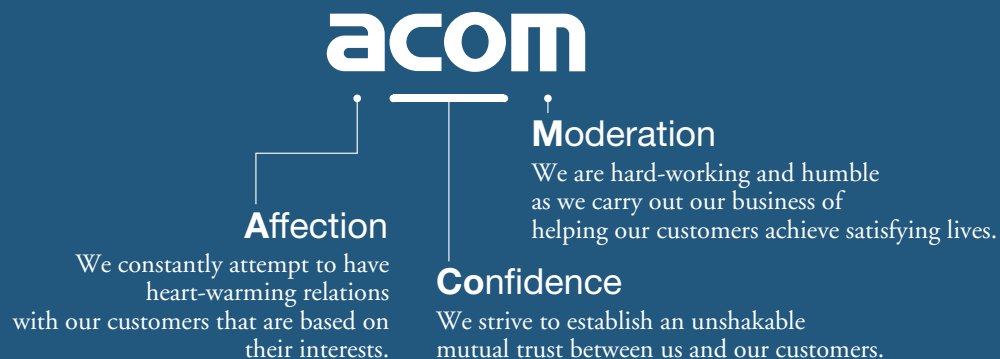 acom
Moderation
We are hard-working and humble
as we carry out our business of
helping our customers achieve satisfying lives.
Affection
We constantly attempt to have
heart-warming relations
with our customers that are based on
their interests.
Confidence
We strive to establish an unshakable
mutual trust between us and our customers.